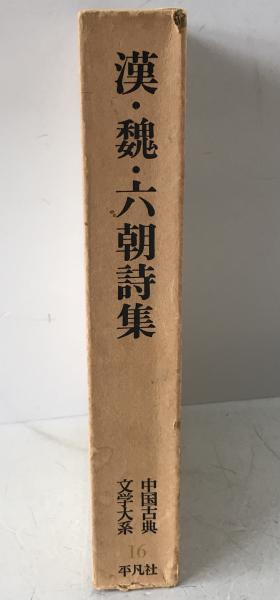 漢・魏・六朝詩集
中国古典
文学大系
16
平凡社